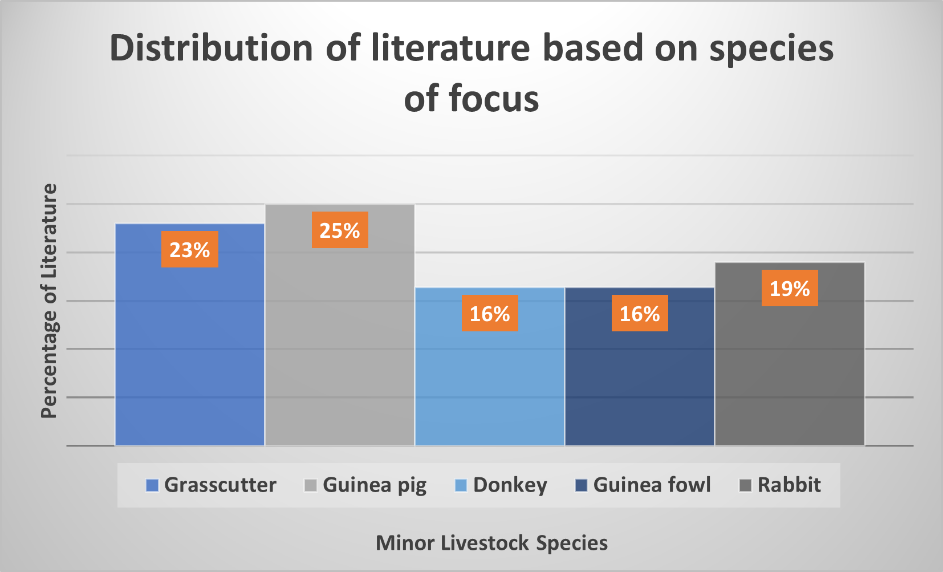 Distribution of literature based on species
of focus
Percentage of Literature
23%
25%
16%
16%
19%
Grasscutter
Guinea pig
Donkey
Guinea fowl
Rabbit
Minor Livestock Species